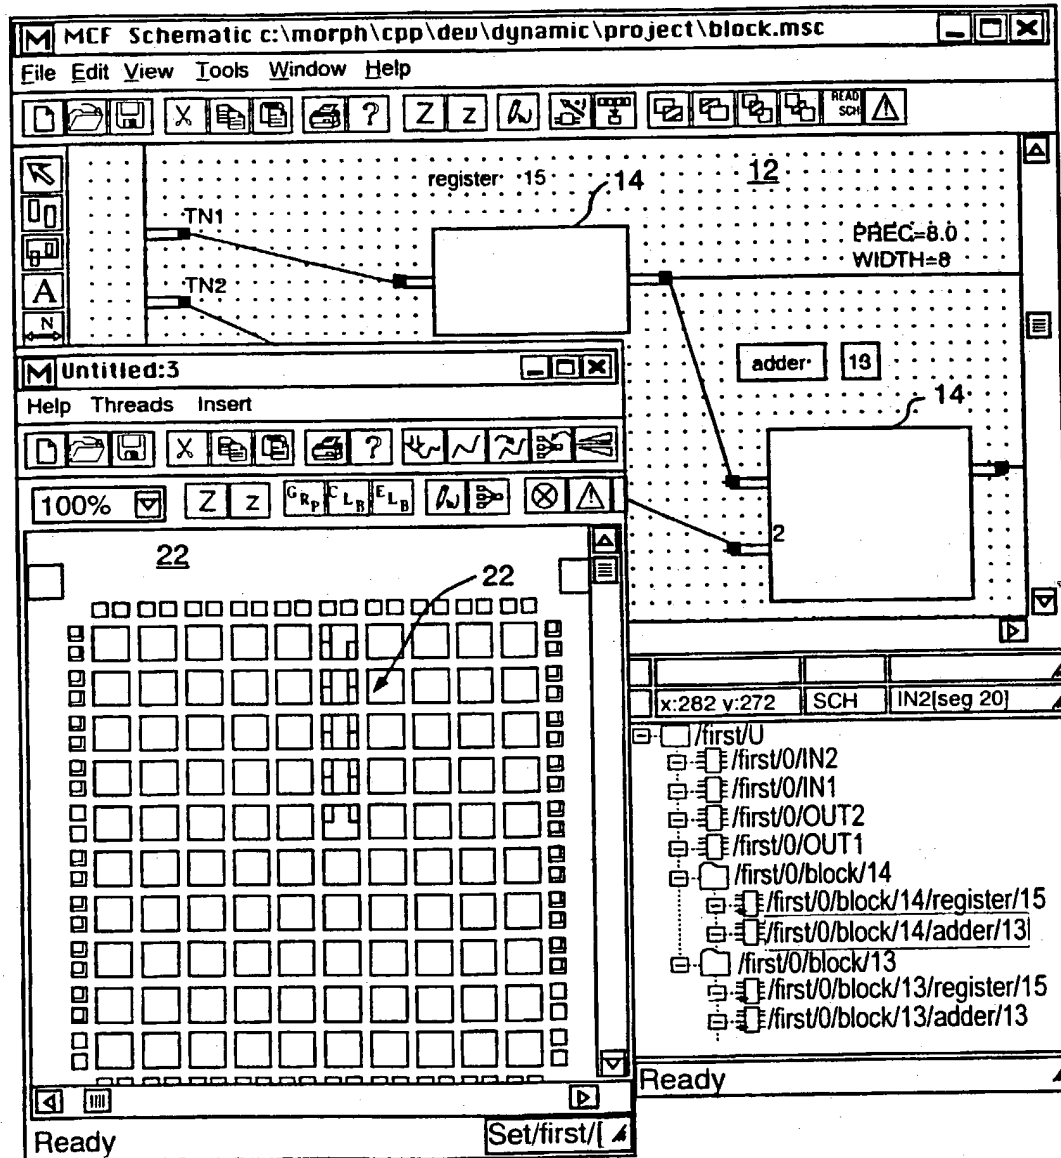 M MCF Schematic c:\morph\cpp\dev\dynamic\project\block.msc
File Edit View Tools Window Help
? Z z READ SCH
register 15 14 12
TN1
PREC=8.0
WIDTH=8
A
TN2
N
adder 13
14
M Untitled:3
Help Threads Insert
?
100% Z z GRP CLB ELB
2
22
22
x:282 v:272 SCH IN2[seg 20]
/first/U
/first/0/IN2
/first/0/IN1
/first/0/OUT2
/first/0/OUT1
/first/0/block/14
/first/0/block/14/register/15
/first/0/block/14/adder/13
/first/0/block/13
/first/0/block/13/register/15
/first/0/block/13/adder/13
Ready
Ready Set/first/[